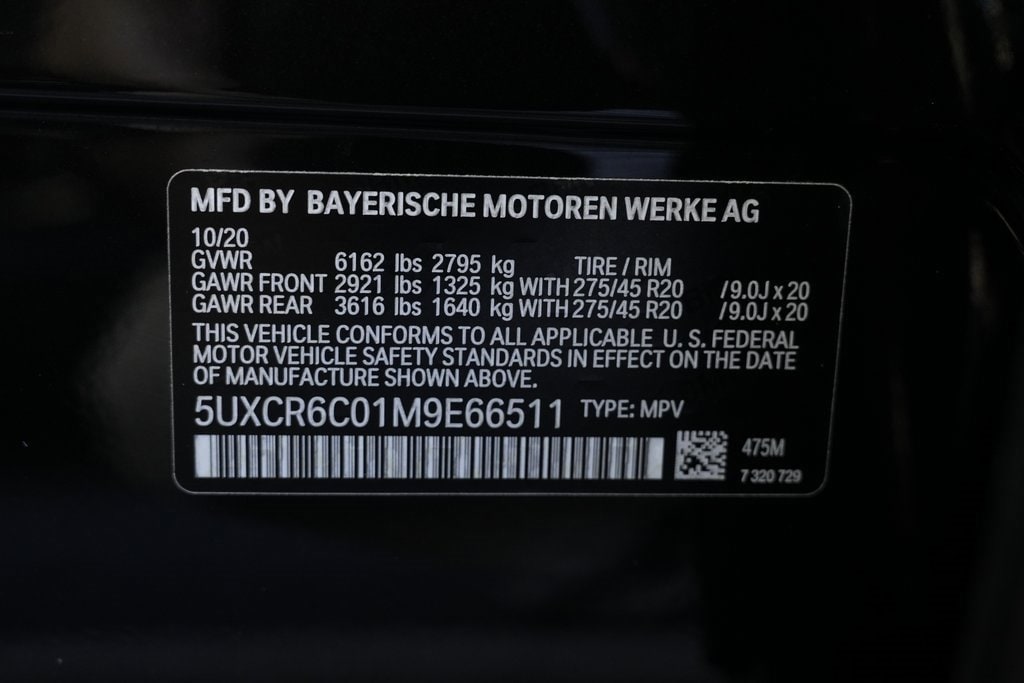 MFD BY BAYERISCHE MOTOREN WERKE AG
10/20
GVWR 6162 lbs 2795 kg TIRE / RIM
GAWR FRONT 2921 lbs 1325 kg WITH 275/45 R20 /9.0J x 20
GAWR REAR 3616 lbs 1640 kg WITH 275/45 R20 /9.0J x 20
THIS VEHICLE CONFORMS TO ALL APPLICABLE U. S. FEDERAL
MOTOR VEHICLE SAFETY STANDARDS IN EFFECT ON THE DATE
OF MANUFACTURE SHOWN ABOVE.
5UXCR6C01M9E66511 TYPE: MPV
475M
7 320 729